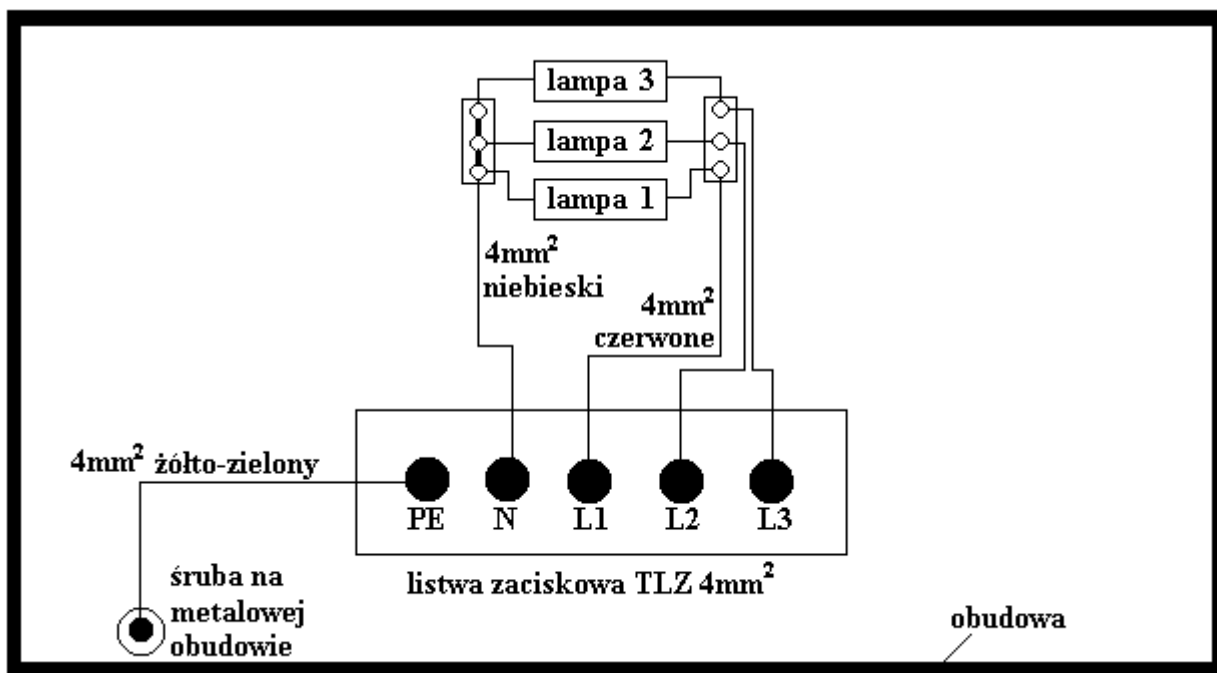 lampa 3
lampa 2
lampa 1
4mm²
niebieski
4mm²
czerwone
4mm² żółto-zielony
PE N L1 L2 L3
listwa zaciskowa TLZ 4mm²
śruba na
metalowej
obudowie
obudowa